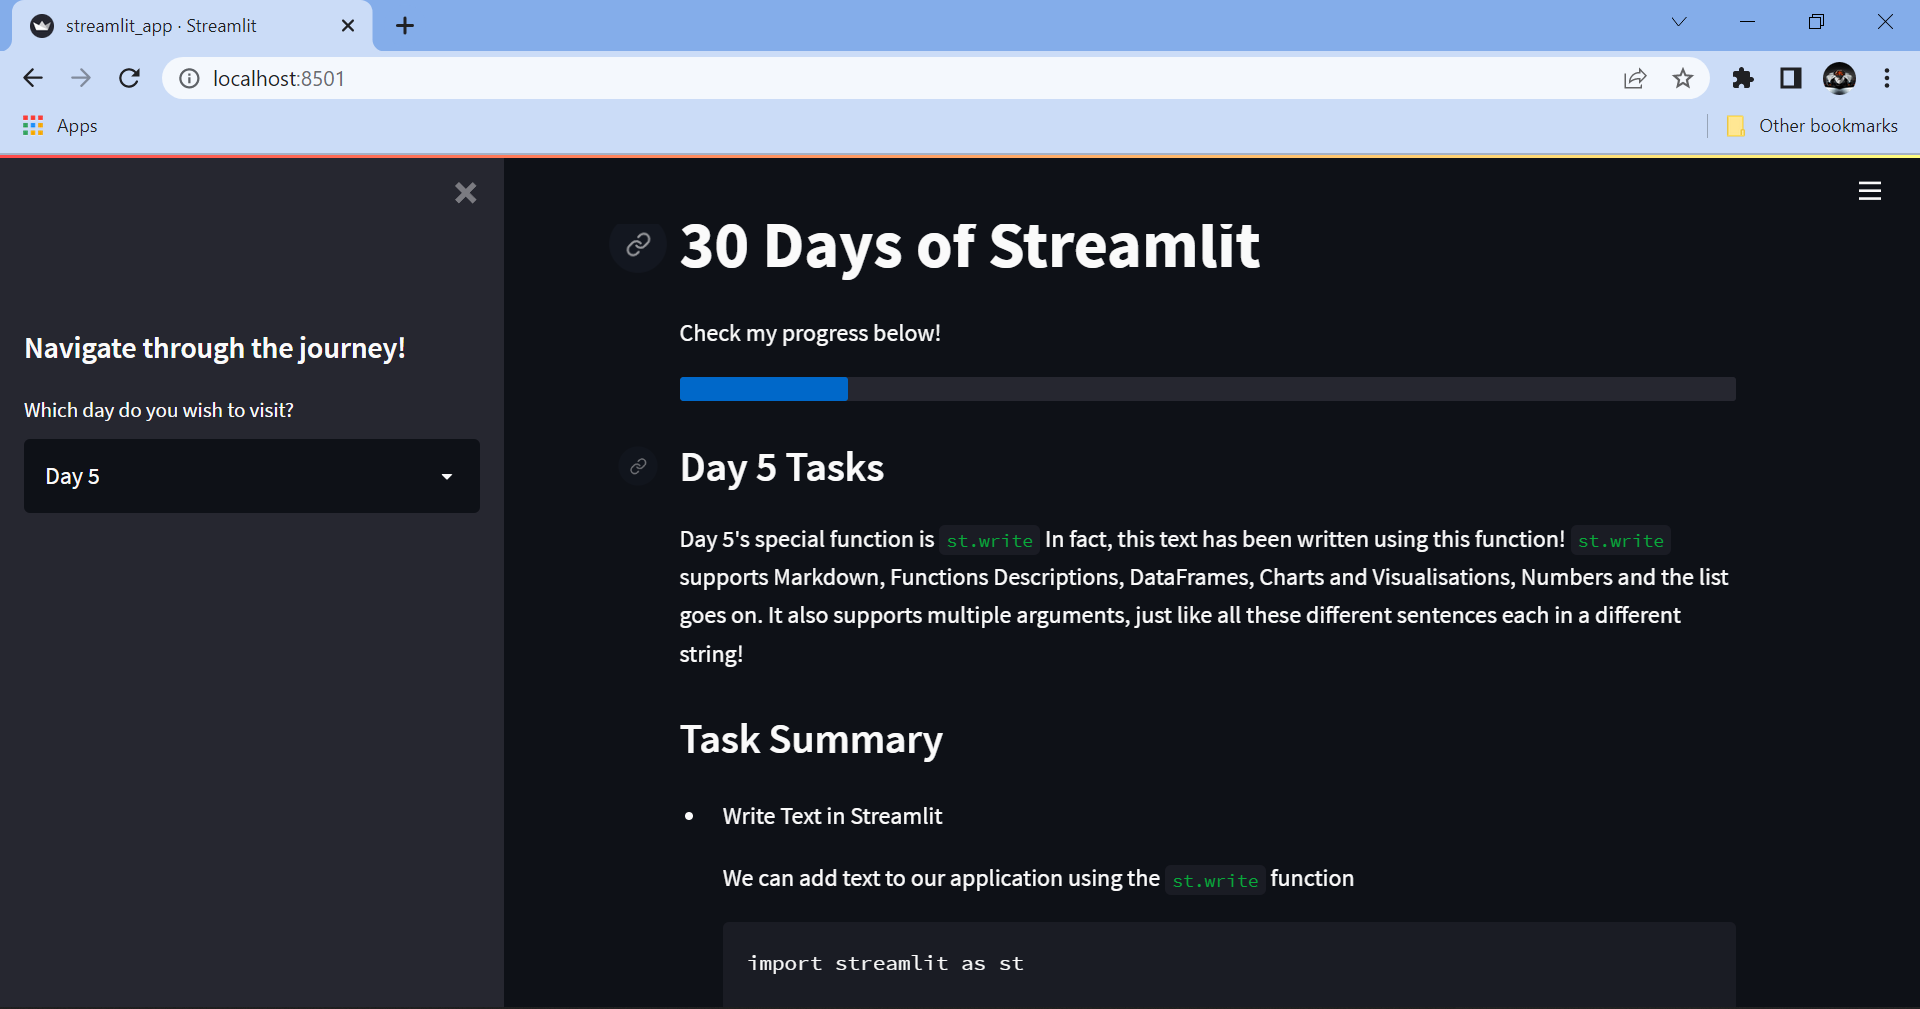 streamlit_app · Streamlit
localhost:8501
Apps
Other bookmarks
Navigate through the journey!
Which day do you wish to visit?
Day 5
30 Days of Streamlit
Check my progress below!
Day 5 Tasks
Day 5's special function is st.write In fact, this text has been written using this function! st.write
supports Markdown, Functions Descriptions, DataFrames, Charts and Visualisations, Numbers and the list
goes on. It also supports multiple arguments, just like all these different sentences each in a different
string!
Task Summary
• Write Text in Streamlit
We can add text to our application using the st.write function
import streamlit as st